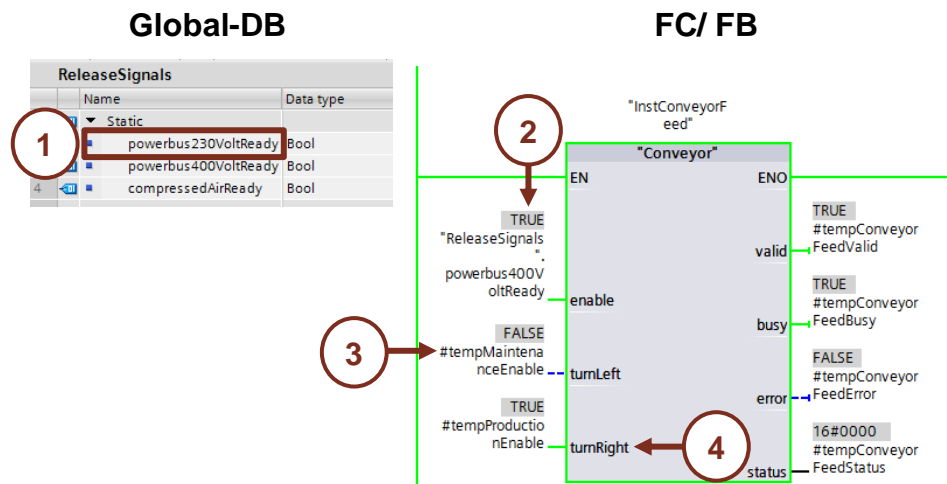 Global-DB
FC/ FB
ReleaseSignals
Name
Data type
Static
powerbus230VoltReady
Bool
powerbus400VoltReady
Bool
4
compressedAirReady
Bool
1
2
3
4
"InstConveyorF
eed"
"Conveyor"
EN
ENO
TRUE
"ReleaseSignals
".
powerbus400V
oltReady
enable
FALSE
#tempMaintena
nceEnable
turnLeft
TRUE
#tempProductio
nEnable
turnRight
valid
TRUE
#tempConveyor
FeedValid
busy
TRUE
#tempConveyor
FeedBusy
error
FALSE
#tempConveyor
FeedError
status
16#0000
#tempConveyor
FeedStatus